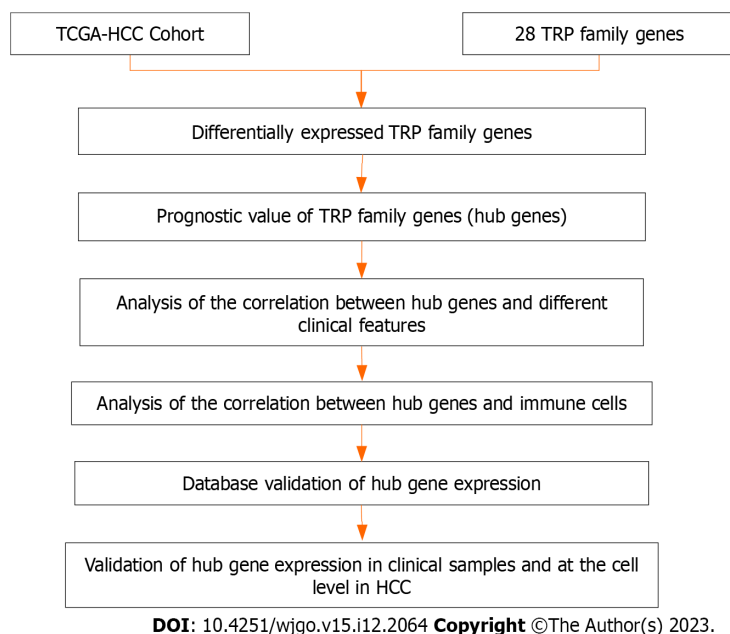 TCGA-HCC Cohort
28 TRP family genes
Differentially expressed TRP family genes
Prognostic value of TRP family genes (hub genes)
Analysis of the correlation between hub genes and different
clinical features
Analysis of the correlation between hub genes and immune cells
Database validation of hub gene expression
Validation of hub gene expression in clinical samples and at the cell
level in HCC
DOI: 10.4251/wjgo.v15.i12.2064 Copyright ©The Author(s) 2023.